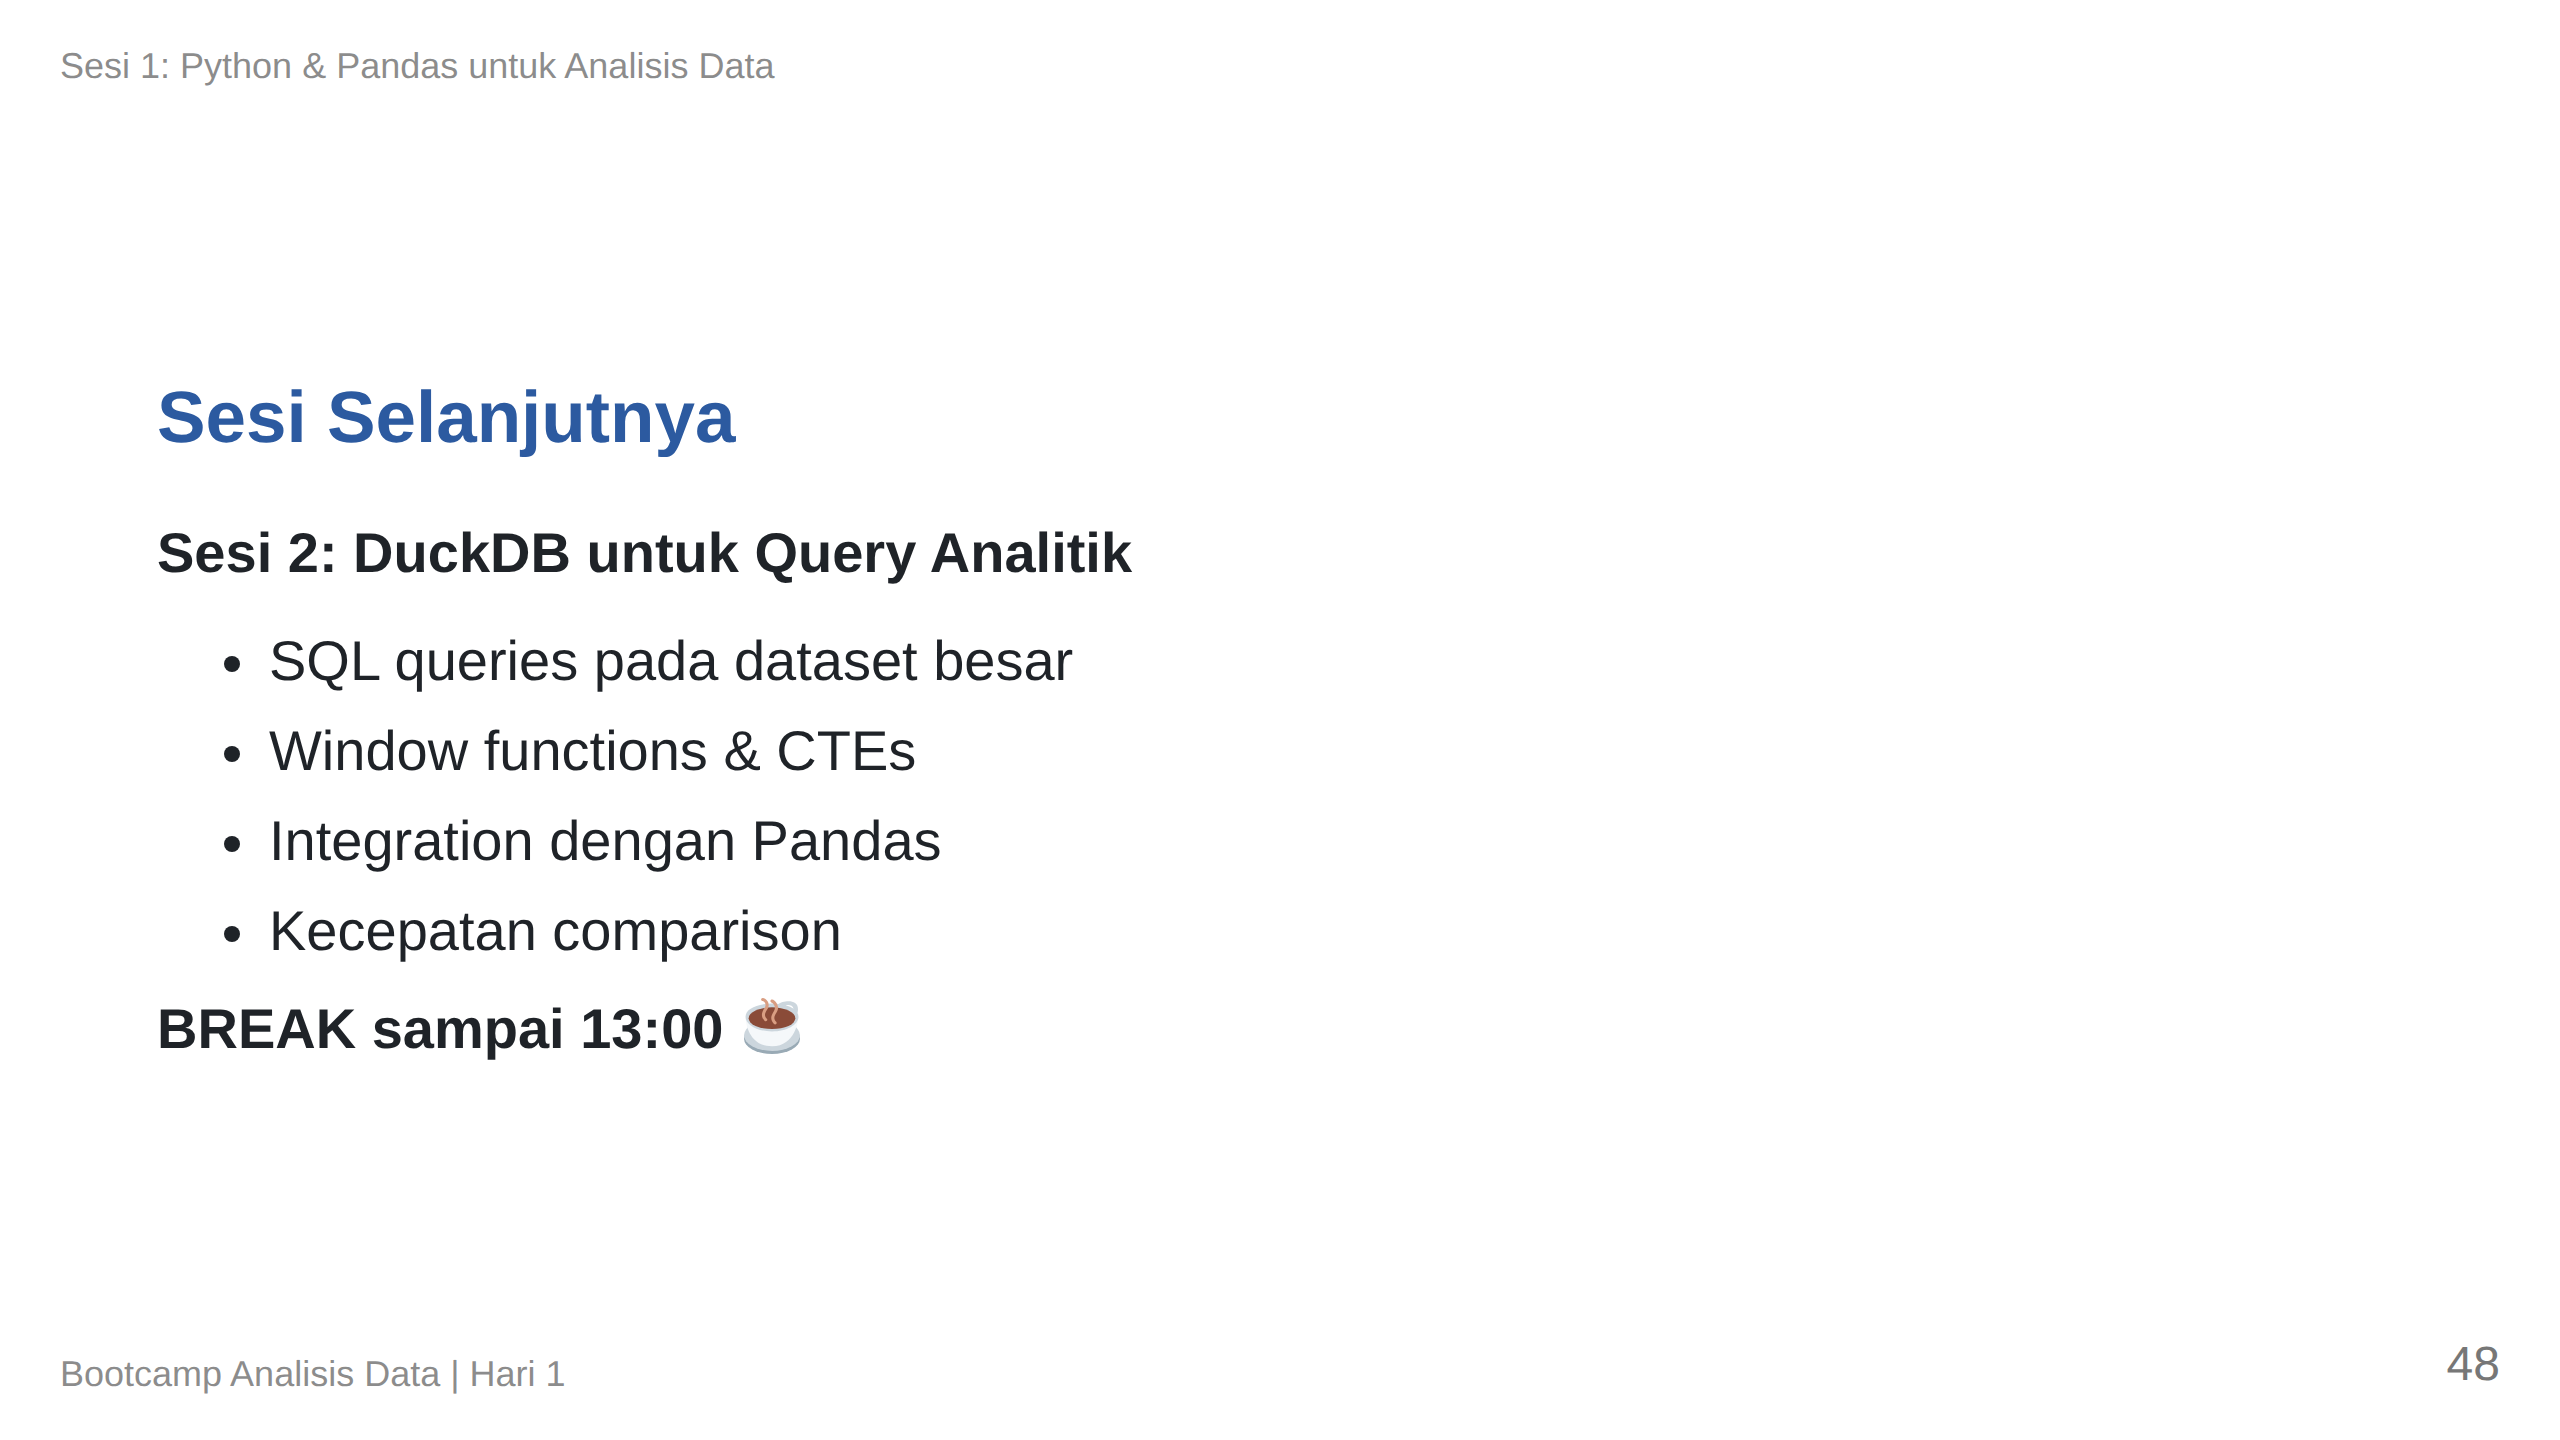 Sesi 1: Python & Pandas untuk Analisis Data
Sesi Selanjutnya
Sesi 2: DuckDB untuk Query Analitik
• SQL queries pada dataset besar
• Window functions & CTEs
• Integration dengan Pandas
• Kecepatan comparison
BREAK sampai 13:00 ☕
Bootcamp Analisis Data | Hari 1
48